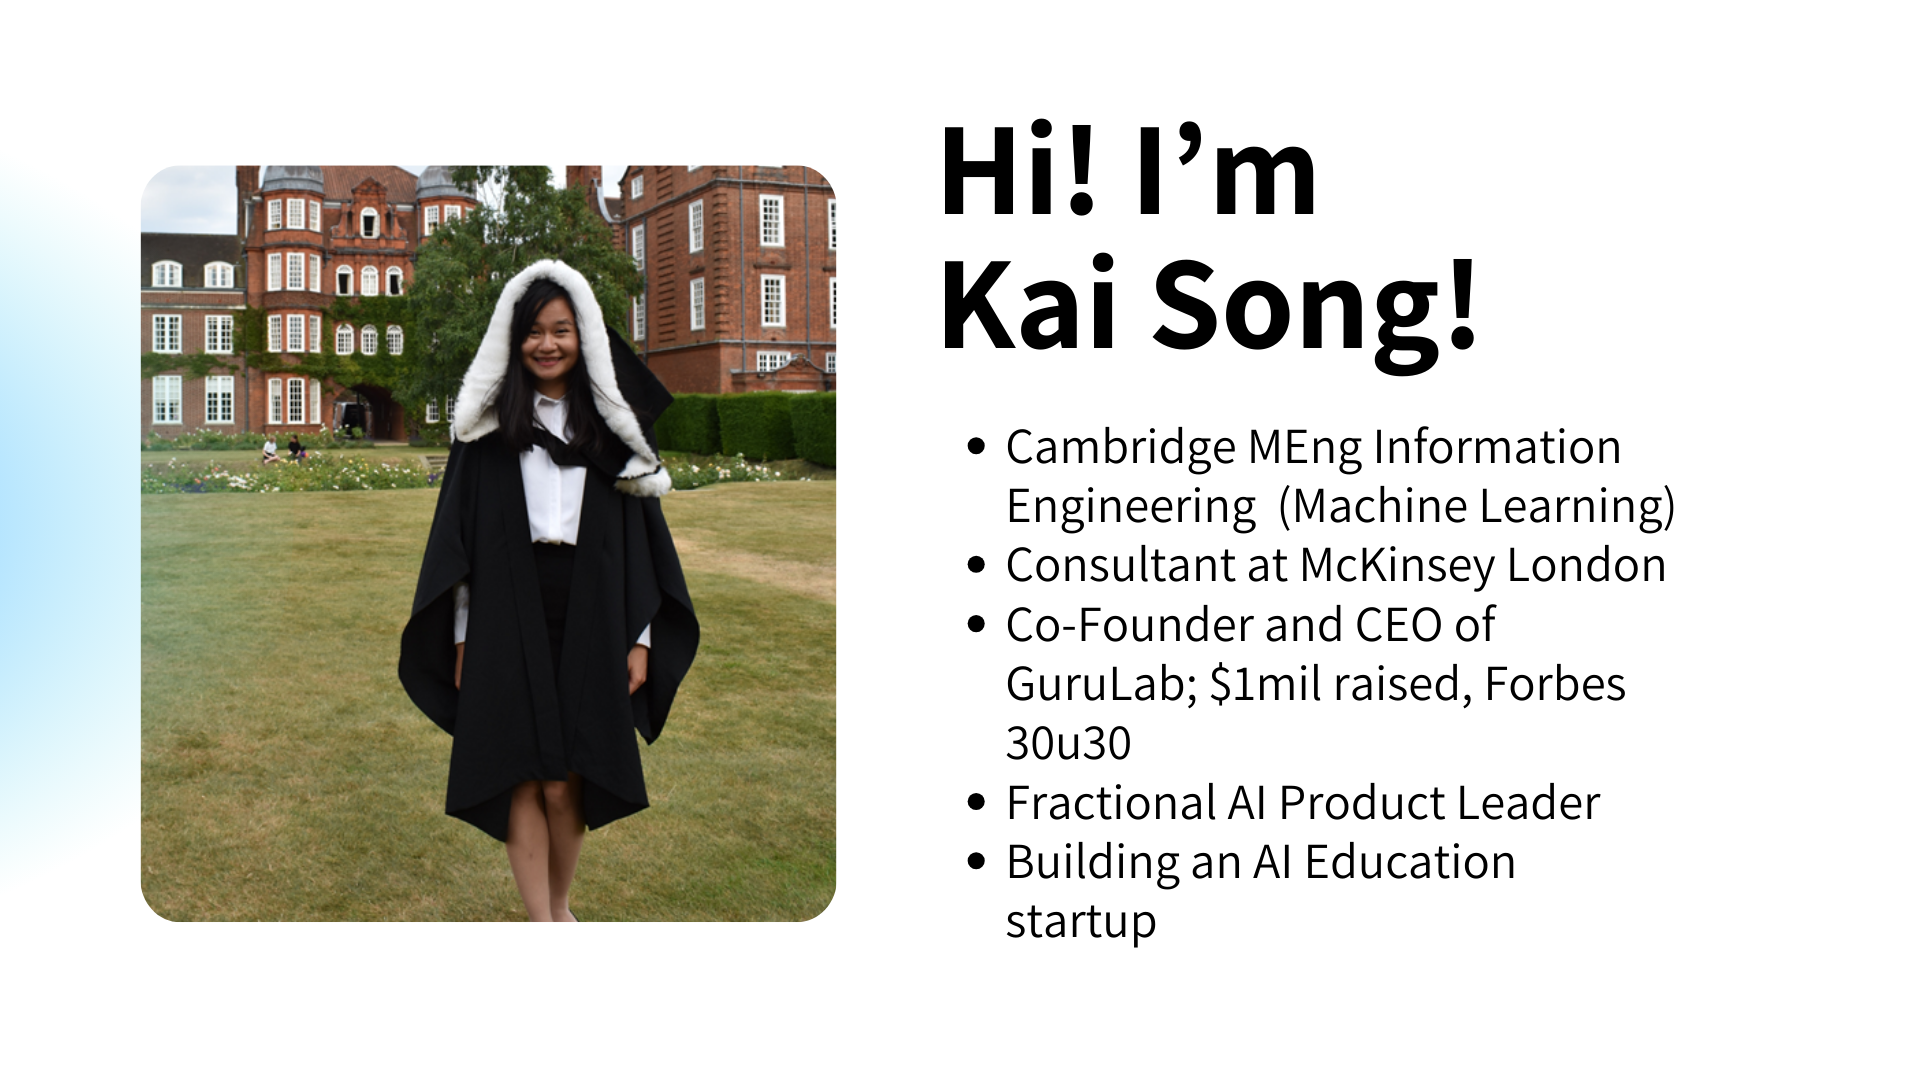 Hi! I’m
Kai Song!
• Cambridge MEng Information
Engineering  (Machine Learning)
• Consultant at McKinsey London
• Co-Founder and CEO of
GuruLab; $1mil raised, Forbes
30u30
• Fractional AI Product Leader
• Building an AI Education
startup